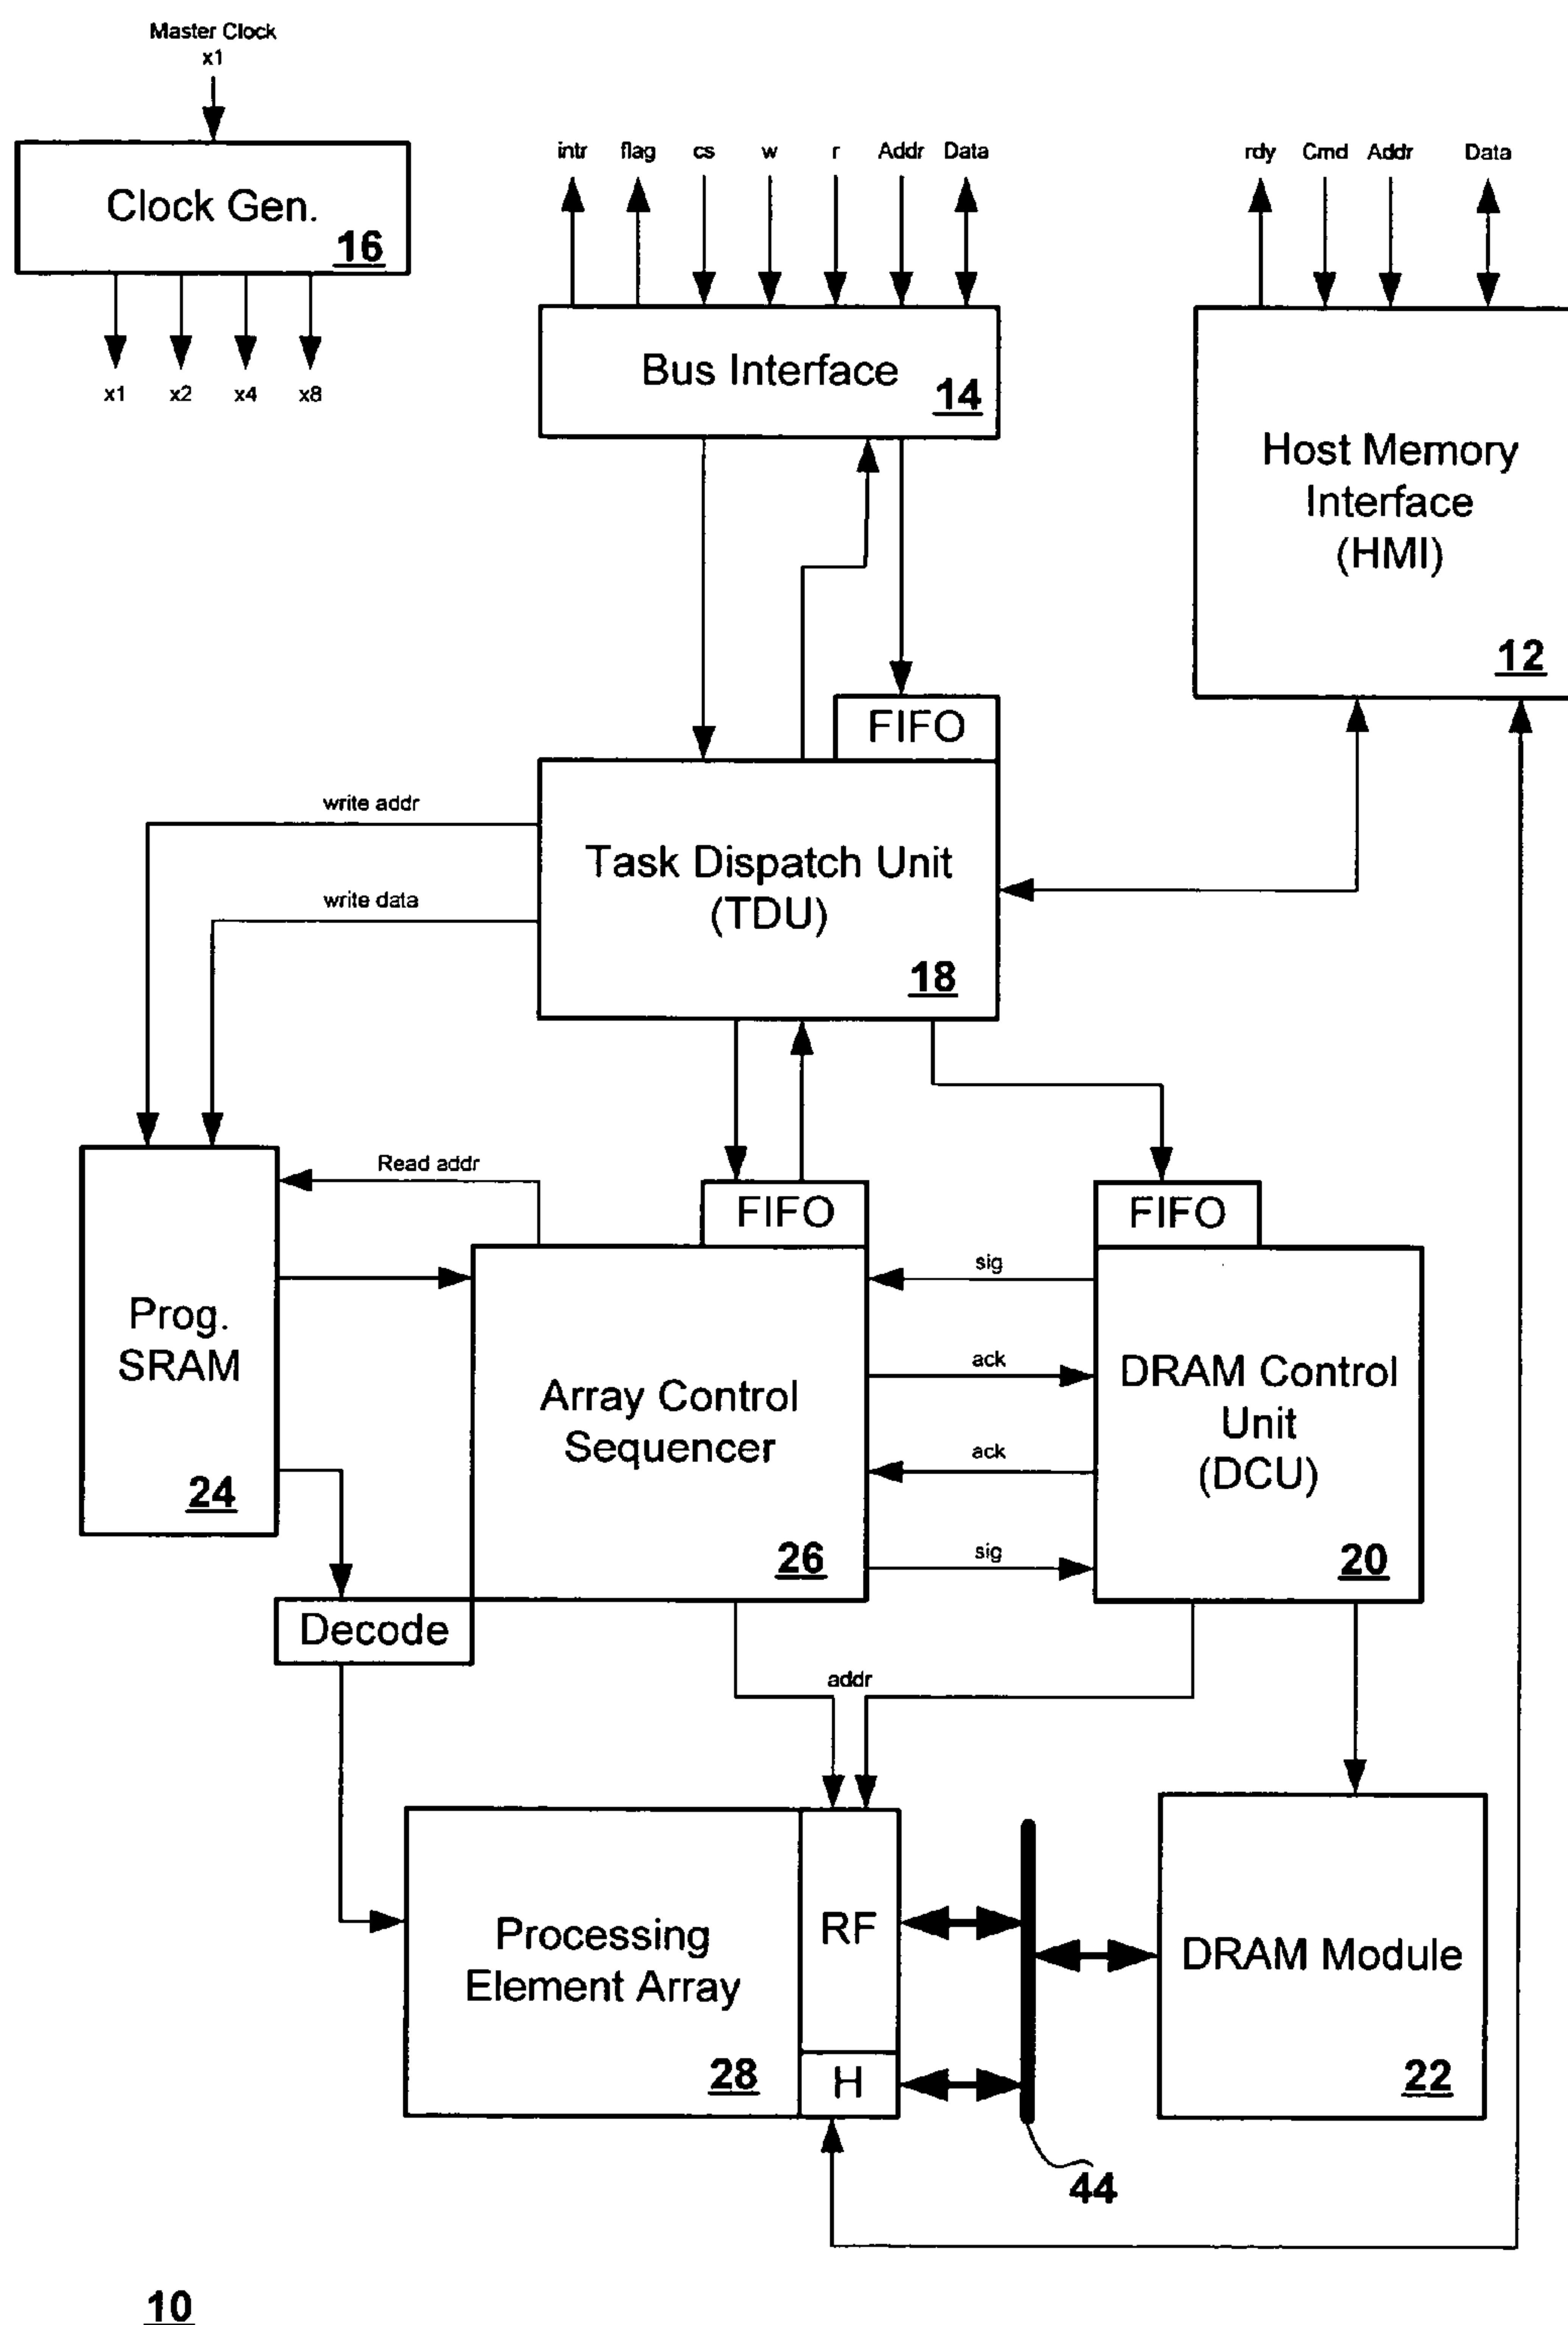 Master Clock
x1
Clock Gen.
16
x1 x2 x4 x8
intr flag cs w r Addr Data
Bus Interface
14
rdy Cmd Addr Data
Host Memory
Interface
(HMI)
12
FIFO
Task Dispatch Unit
(TDU)
18
write addr
write data
Read addr
Prog.
SRAM
24
FIFO
Array Control
Sequencer
26
sig
ack
ack
sig
FIFO
DRAM Control
Unit
(DCU)
20
Decode
addr
Processing
Element Array
28
RF
H
44
DRAM Module
22
10